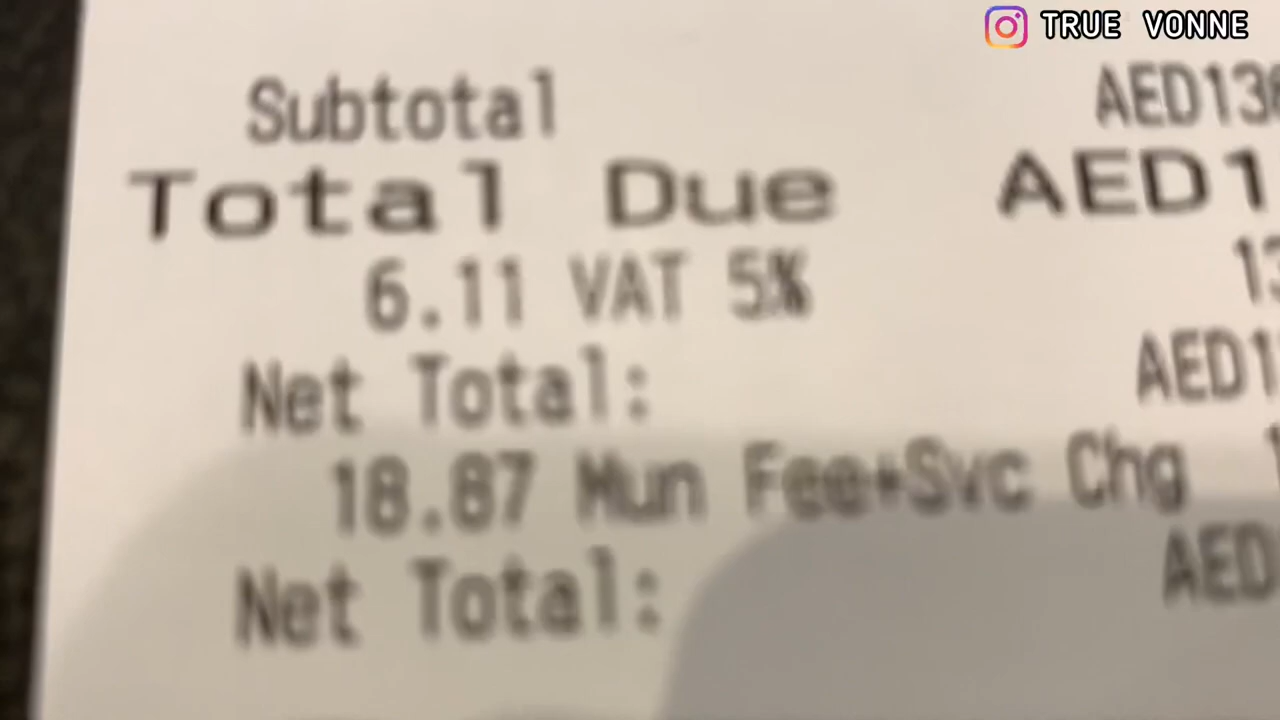 TRUE VONNE
Subtotal
Total Due
6.11 VAT 5%
Net Total:
18.87 Mun Fee+Svc Chg
Net Total: